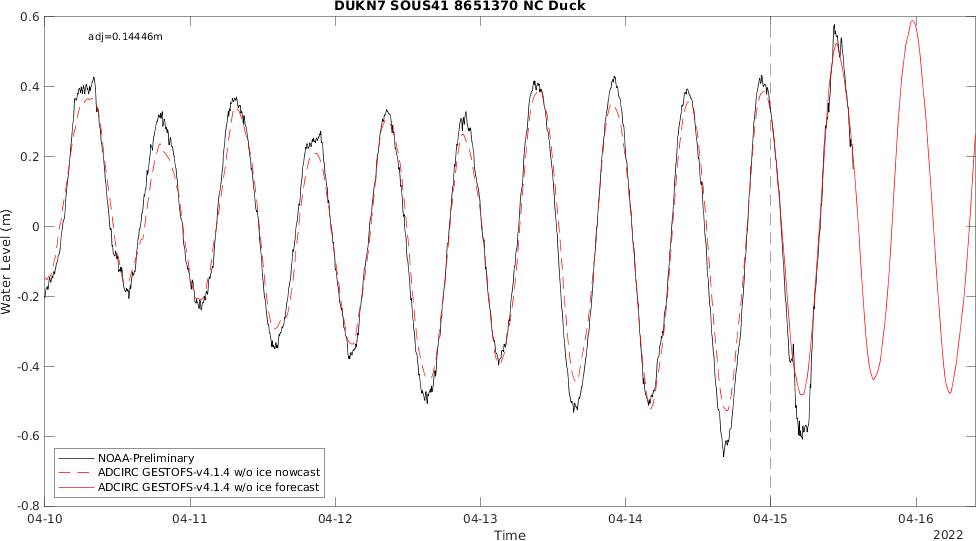 DUKN7 SOUS41 8651370 NC Duck
adj=0.14446m
0.6
0.4
0.2
0
-0.2
-0.4
-0.6
-0.8
Water Level (m)
NOAA-Preliminary
ADCIRC GESTOFS-v4.1.4 w/o ice nowcast
ADCIRC GESTOFS-v4.1.4 w/o ice forecast
04-10 04-11 04-12 04-13 04-14 04-15 04-16
Time
2022